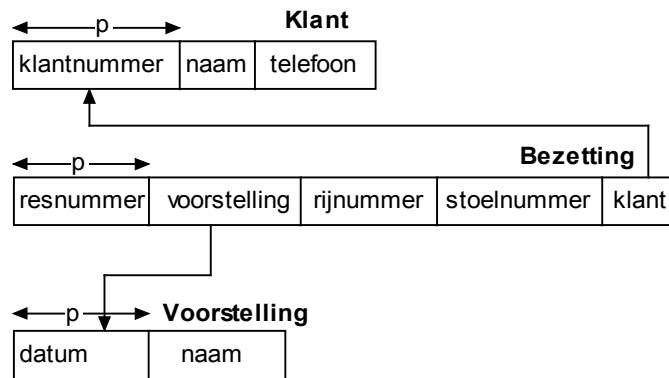 Klant
p
klantnummer naam telefoon
Bezetting
p
resnummer voorstelling rijnummer stoelnummer klant
Voorstelling
p
datum naam